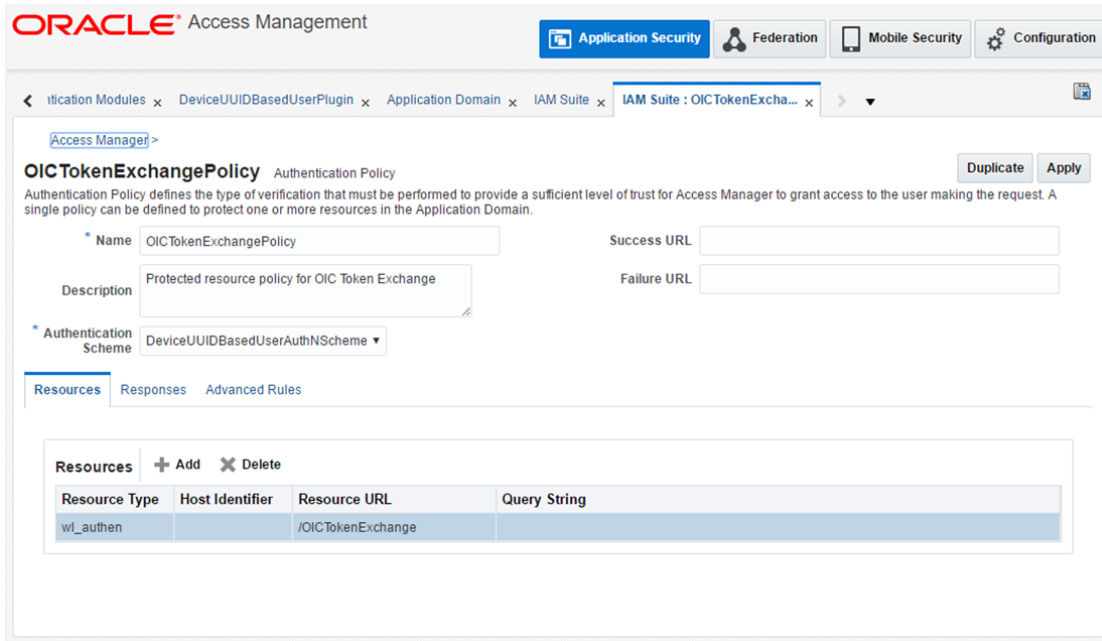 ORACLE® Access Management
Application Security
Federation
Mobile Security
Configuration
ntication Modules x
DeviceUUIDBasedUserPlugin x
Application Domain x
IAM Suite x
IAM Suite : OICTokenExcha... x
Access Manager >
OICTokenExchangePolicy Authentication Policy
Duplicate
Apply
Authentication Policy defines the type of verification that must be performed to provide a sufficient level of trust for Access Manager to grant access to the user making the request. A
single policy can be defined to protect one or more resources in the Application Domain.
* Name OICTokenExchangePolicy
Success URL
Description Protected resource policy for OIC Token Exchange
Failure URL
* Authentication
Scheme DeviceUUIDBasedUserAuthNScheme
Resources Responses Advanced Rules
Resources Add Delete
Resource Type Host Identifier Resource URL Query String
wl_authen /OICTokenExchange